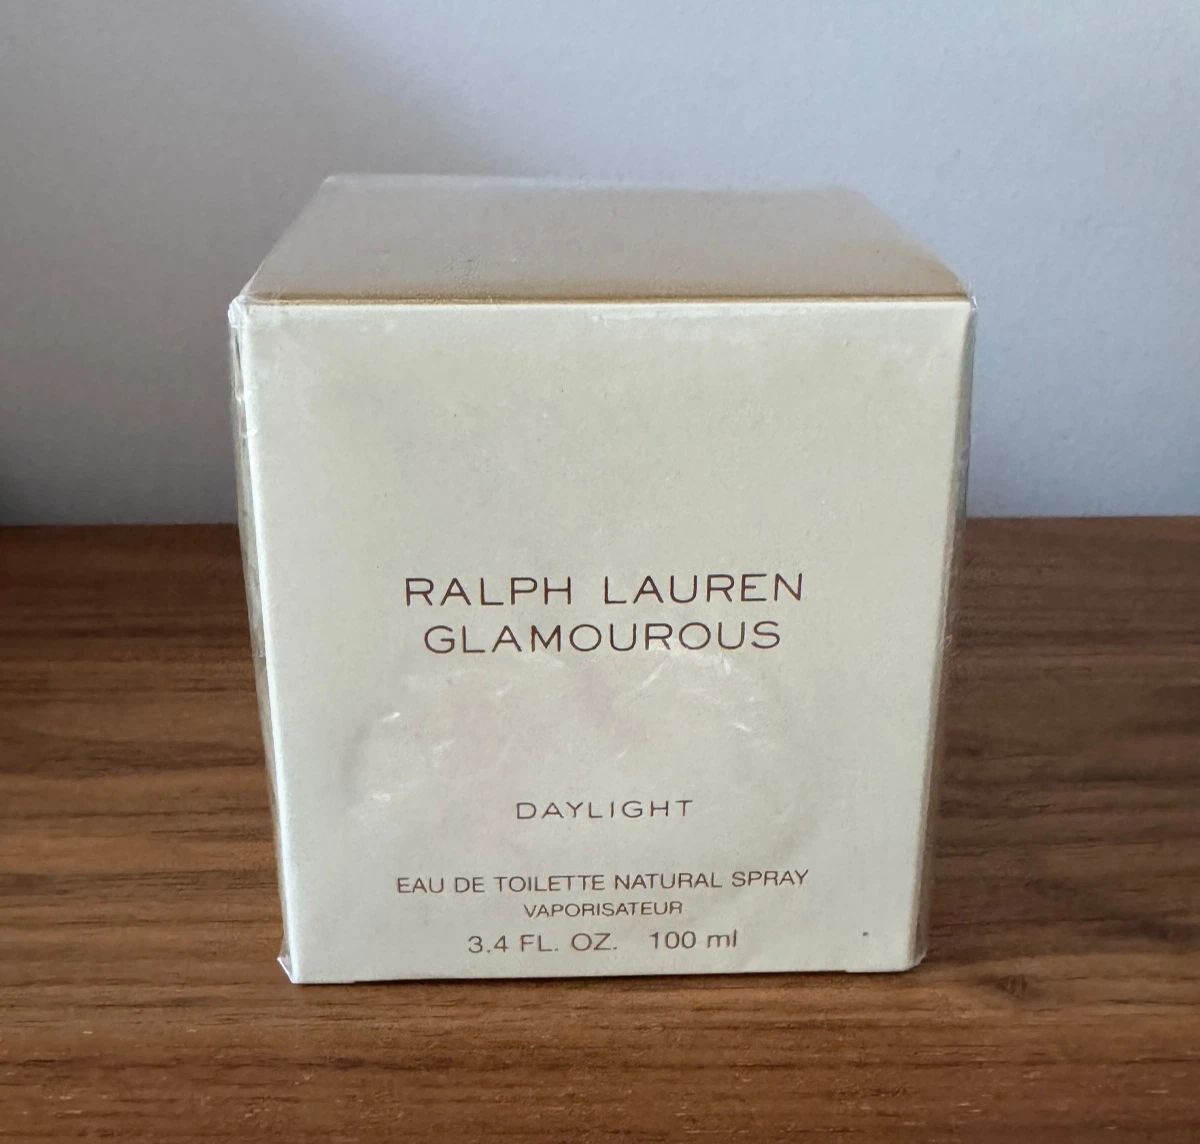 RALPH LAUREN
GLAMOUROUS
DAYLIGHT
EAU DE TOILETTE NATURAL SPRAY
VAPORISATEUR
3.4 FL. OZ. 100 ml